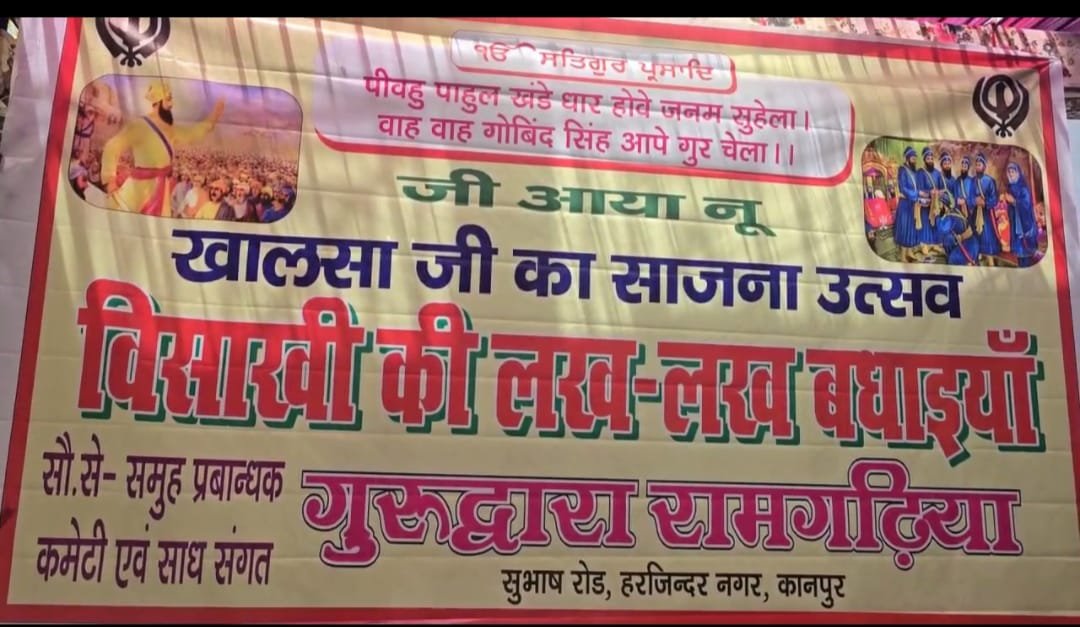 ੴ ਸਤਿਗੁਰ ਪ੍ਰਸਾਦਿ
पीवहु पाहुल खंडे धार होवे जनम सुहेला।
वाह वाह गोबिंद सिंह आपे गुर चेला।।
जी आया नू
खालसा जी का साजना उत्सव
विसाखी की लख-लख बधाइयाँ
सौ.से- समुह प्रबान्धक
कमेटी एवं साध संगत
गुरूद्वारा रामगढ़िया
सुभाष रोड, हरजिन्दर नगर, कानपुर